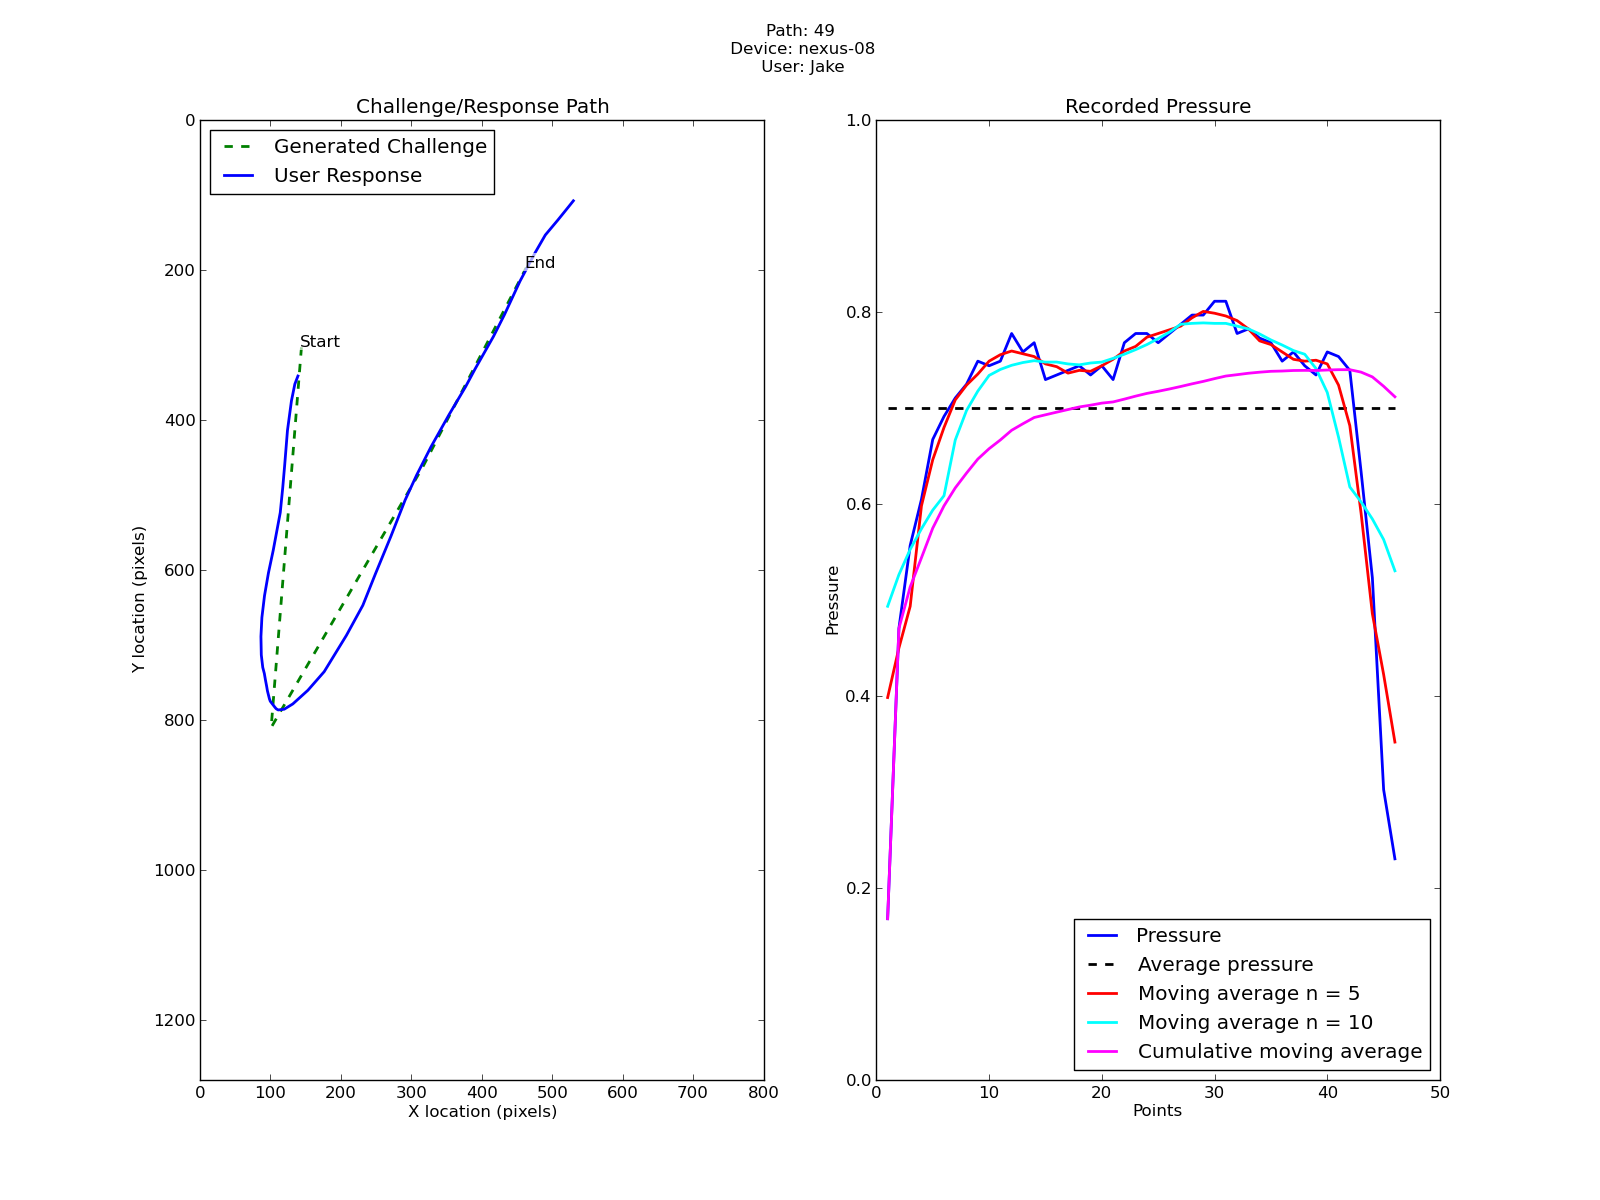 Path: 49
Device: nexus-08
User: Jake
Challenge/Response Path
Generated Challenge
User Response
Start
End
0
200
400
600
800
1000
1200
Y location (pixels)
0 100 200 300 400 500 600 700 800
X location (pixels)
Recorded Pressure
1.0
0.8
0.6
0.4
0.2
0.0
Pressure
Pressure
Average pressure
Moving average n = 5
Moving average n = 10
Cumulative moving average
0 10 20 30 40 50
Points